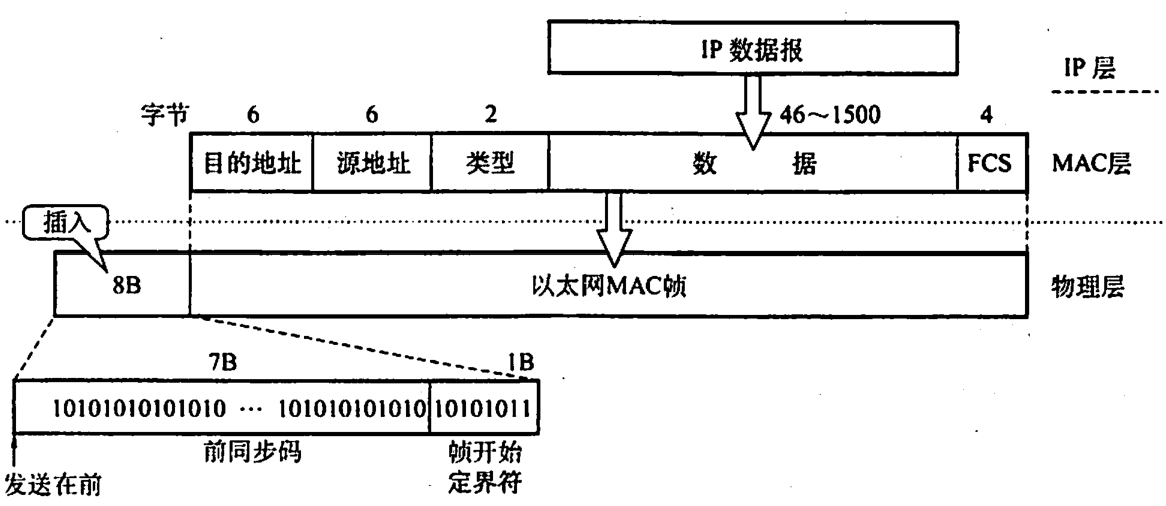 IP 数据报
IP 层
字节 6 6 2 46～1500 4
目的地址 源地址 类型 数 据 FCS MAC层
插入
8B 以太网MAC帧 物理层
7B 1B
10101010101010 … 101010101010 10101011
前同步码 帧开始
定界符
发送在前